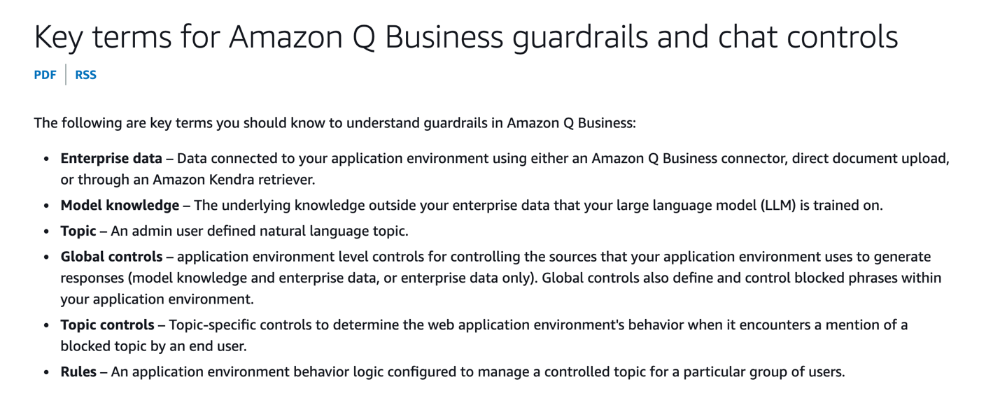 Key terms for Amazon Q Business guardrails and chat controls
PDF | RSS
The following are key terms you should know to understand guardrails in Amazon Q Business:
• Enterprise data – Data connected to your application environment using either an Amazon Q Business connector, direct document upload,
or through an Amazon Kendra retriever.
• Model knowledge – The underlying knowledge outside your enterprise data that your large language model (LLM) is trained on.
• Topic – An admin user defined natural language topic.
• Global controls – application environment level controls for controlling the sources that your application environment uses to generate
responses (model knowledge and enterprise data, or enterprise data only). Global controls also define and control blocked phrases within
your application environment.
• Topic controls – Topic-specific controls to determine the web application environment's behavior when it encounters a mention of a
blocked topic by an end user.
• Rules – An application environment behavior logic configured to manage a controlled topic for a particular group of users.